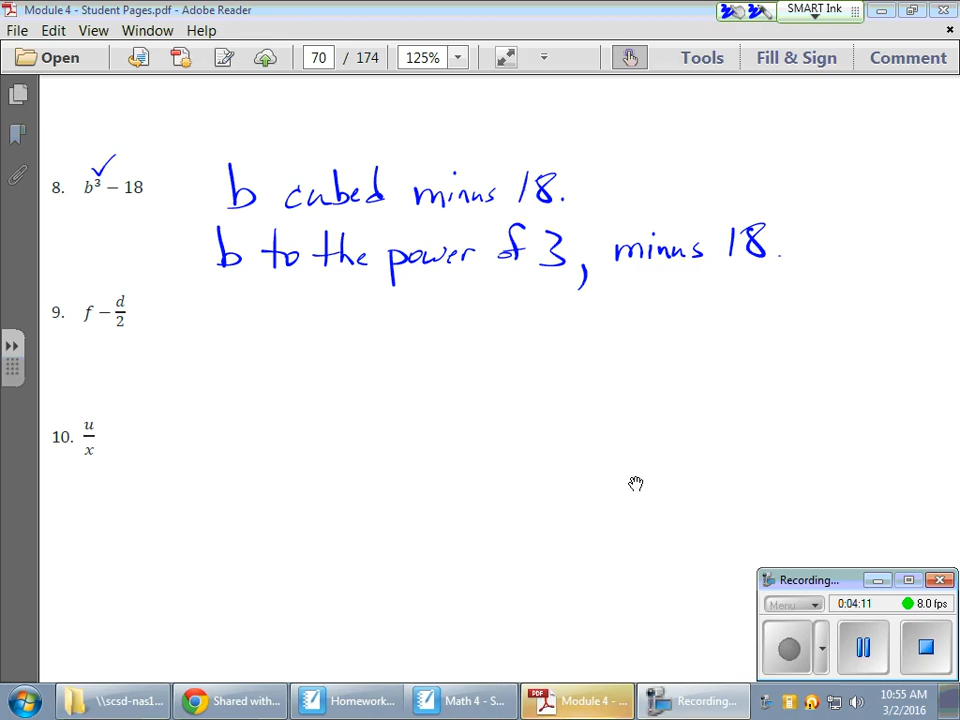 Module 4 - Student Pages.pdf - Adobe Reader
SMART Ink
File Edit View Window Help
Open 70 / 174 125% Tools Fill & Sign Comment
8. b³ − 18 ✓ b cubed minus 18.
b to the power of 3, minus 18.
9. f − d/2
10. u/x
Recording...
Menu 0:04:11 8.0 fps
\\scsd-nas1... Shared with... Homework... Math 4 - S... Module 4 - ... Recording... 10:55 AM
3/2/2016